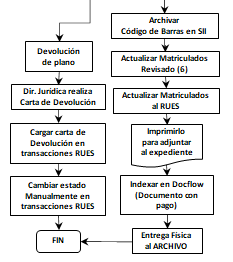 Archivar
Código de Barras en SII
Devolución
de plano
Actualizar Matriculados
Revisado (6)
Dir. Jurídica realiza
Carta de Devolución
Actualizar Matriculados
al RUES
Cargar carta de
Devolución en
transacciones RUES
Imprimirlo
para adjuntar
al expediente
Cambiar estado
Manualmente en
transacciones RUES
Indexar en Docflow
(Documento con
pago)
FIN
Entrega Física
al ARCHIVO